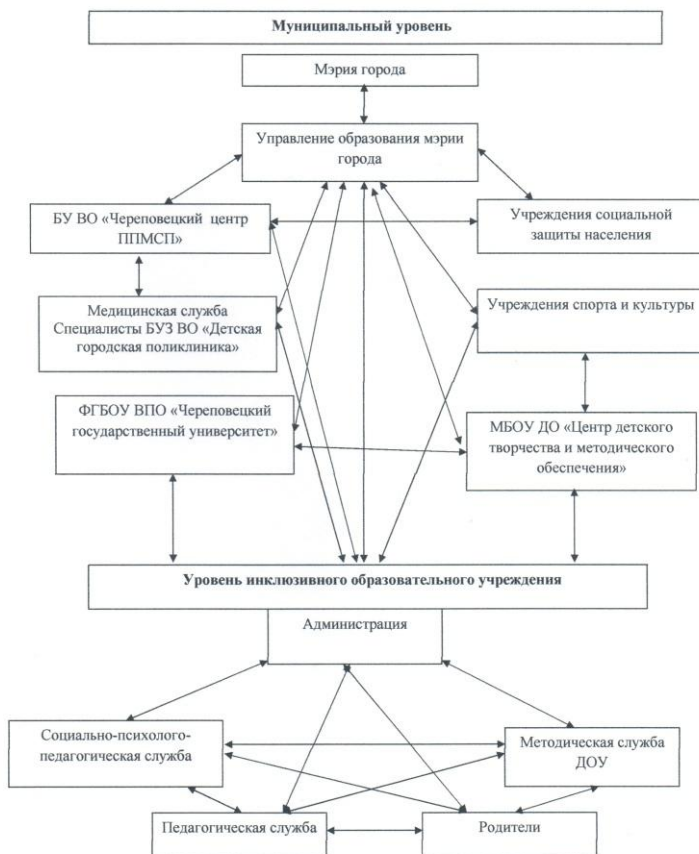 Муниципальный уровень
Мэрия города
Управление образования мэрии
города
БУ ВО «Череповецкий центр
ППМСП»
Учреждения социальной
защиты населения
Медицинская служба
Специалисты БУЗ ВО «Детская
городская поликлиника»
Учреждения спорта и культуры
ФГБОУ ВПО «Череповецкий
государственный университет»
МБОУ ДО «Центр детского
творчества и методического
обеспечения»
Уровень инклюзивного образовательного учреждения
Администрация
Социально-психолого-
педагогическая служба
Методическая служба
ДОУ
Педагогическая служба
Родители